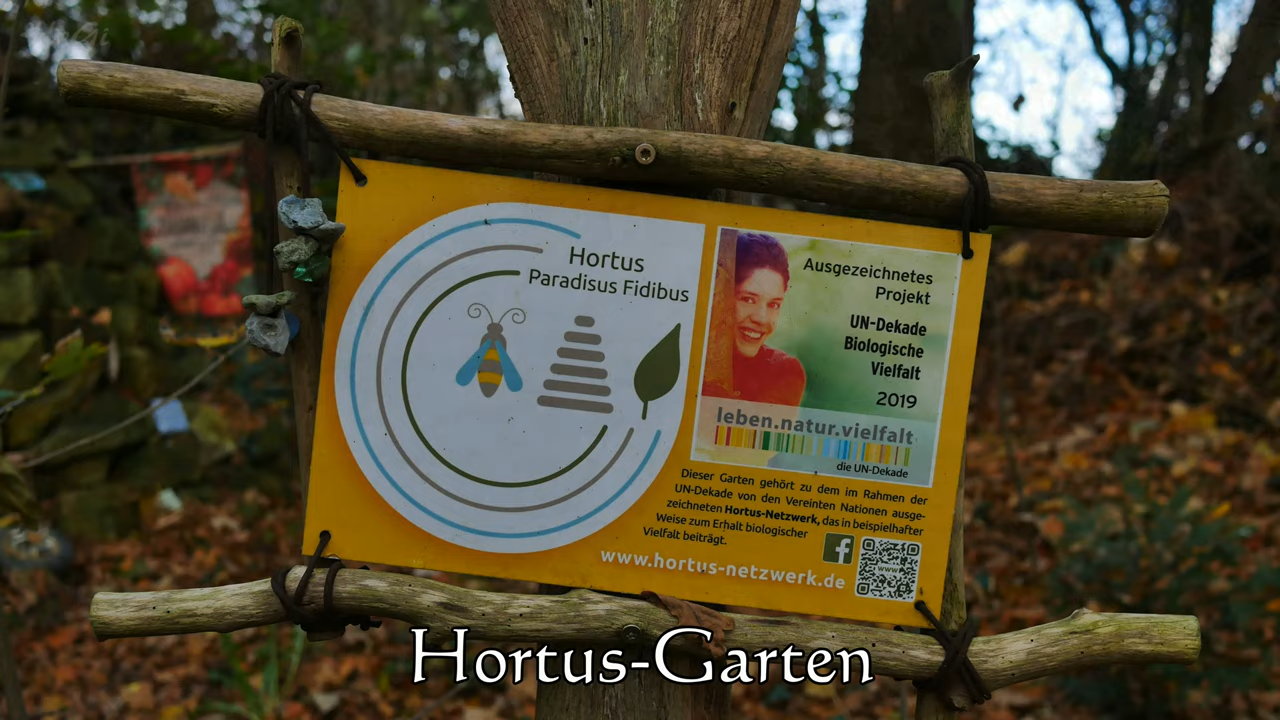 Hortus
Paradisus Fidibus
Ausgezeichnetes
Projekt
UN-Dekade
Biologische
Vielfalt
2019
leben.natur.vielfalt
die UN-Dekade
Dieser Garten gehört zu dem im Rahmen der
UN-Dekade von den Vereinten Nationen ausge-
zeichneten Hortus-Netzwerk, das in beispielhafter
Weise zum Erhalt biologischer
Vielfalt beiträgt.
www.hortus-netzwerk.de
Hortus-Garten